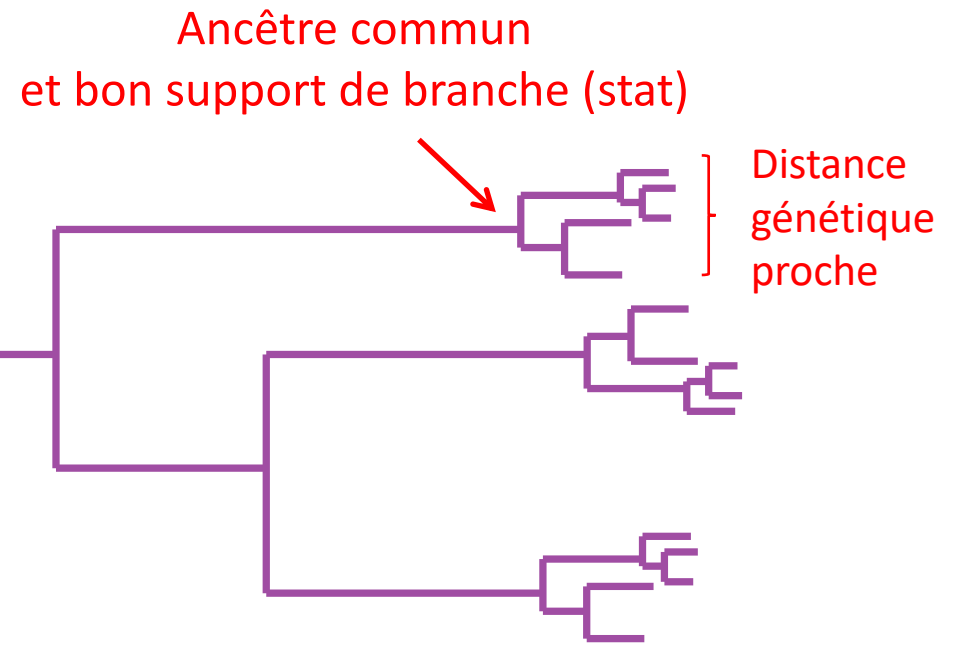 Ancêtre commun
et bon support de branche (stat)
Distance
génétique
proche